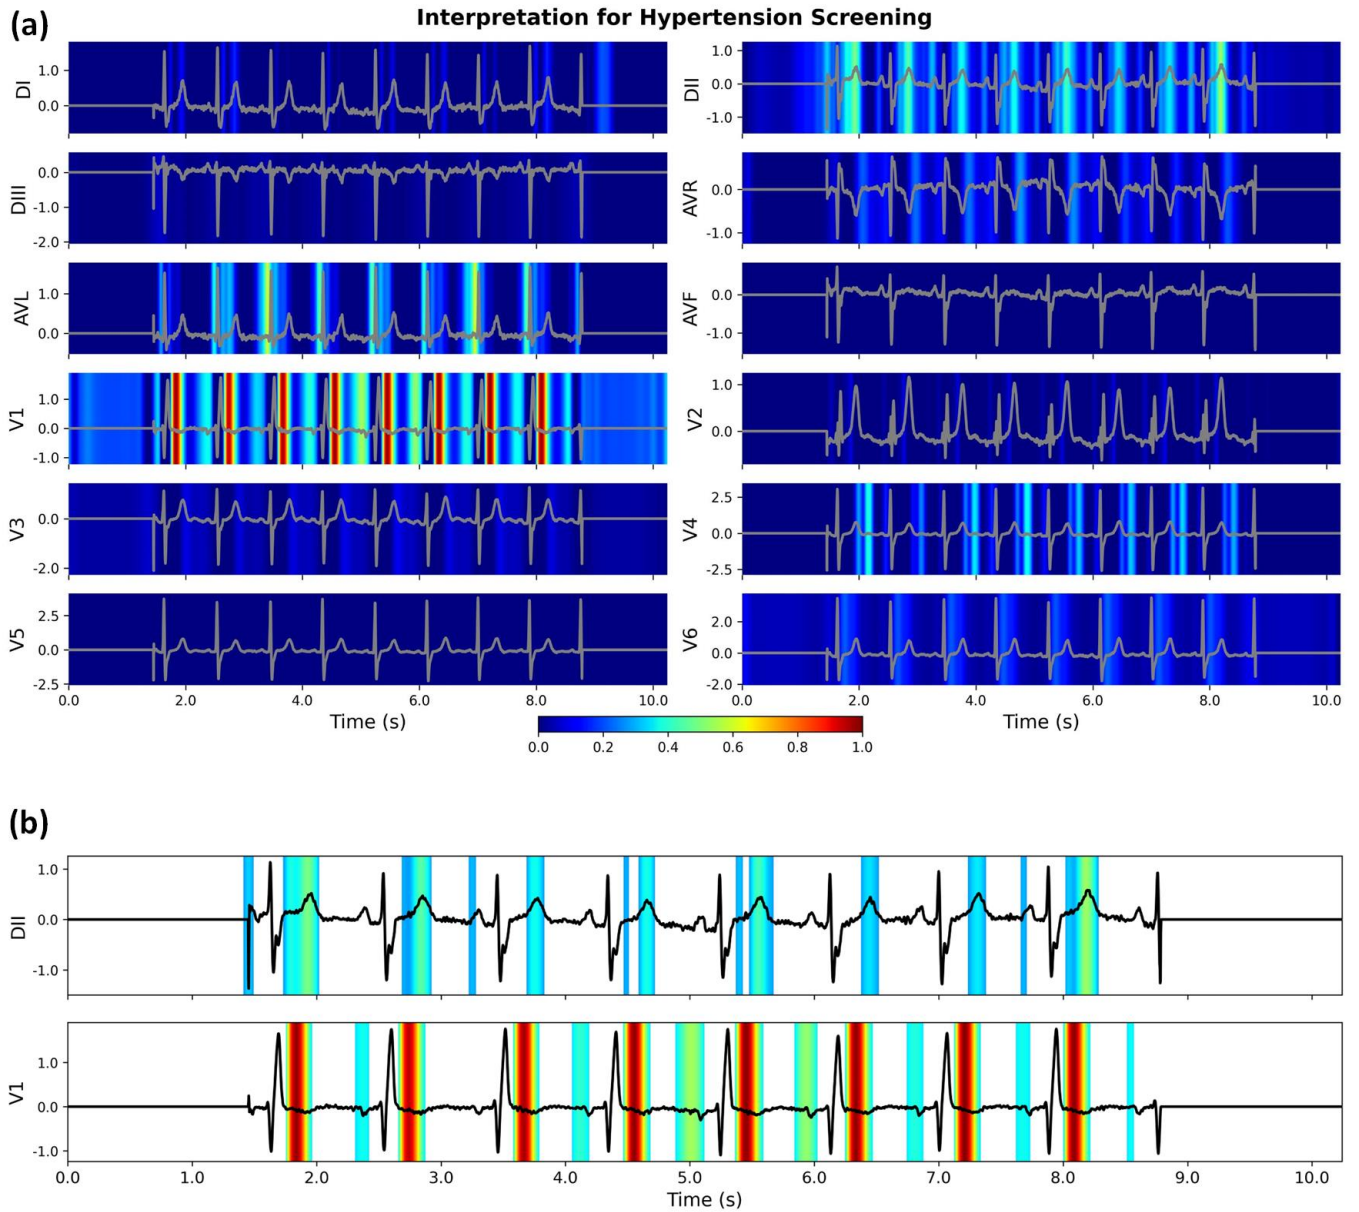 (a)
Interpretation for Hypertension Screening
DI
1.0
0.0
DII
1.0
0.0
-1.0
DIII
0.0
-1.0
-2.0
AVR
0.0
-1.0
AVL
1.0
0.0
AVF
0.0
-1.0
V1
1.0
0.0
-1.0
V2
1.0
0.0
V3
0.0
-2.0
V4
2.5
0.0
-2.5
V5
2.5
0.0
-2.5
V6
2.0
0.0
-2.0
0.0 2.0 4.0 6.0 8.0 10.0
Time (s)
0.0 2.0 4.0 6.0 8.0 10.0
Time (s)
0.0 0.2 0.4 0.6 0.8 1.0
(b)
DII
1.0
0.0
-1.0
V1
1.0
0.0
-1.0
0.0 1.0 2.0 3.0 4.0 5.0 6.0 7.0 8.0 9.0 10.0
Time (s)